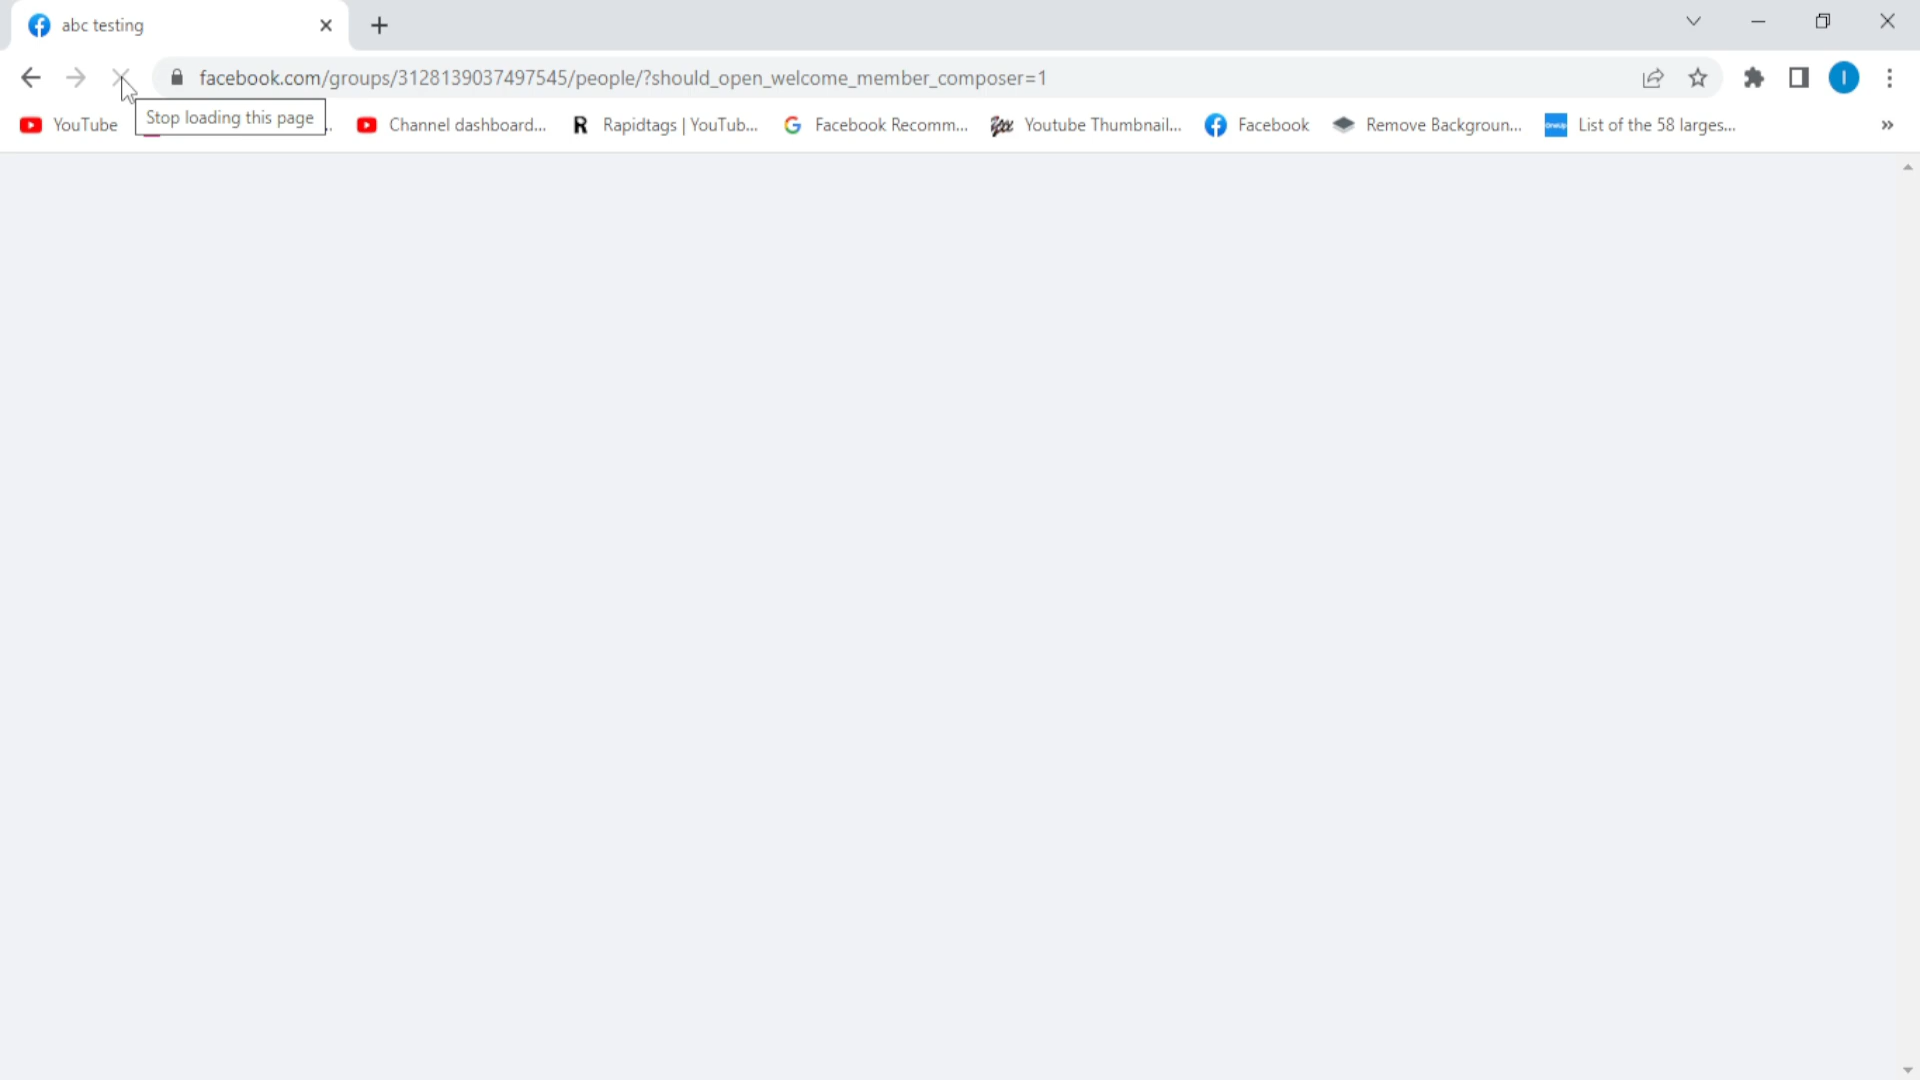 abc testing
facebook.com/groups/3128139037497545/people/?should_open_welcome_member_composer=1
I
Stop loading this page
YouTube
Channel dashboard...
Rapidtags | YouTub...
Facebook Recomm...
Youtube Thumbnail...
Facebook
Remove Backgroun...
List of the 58 larges...